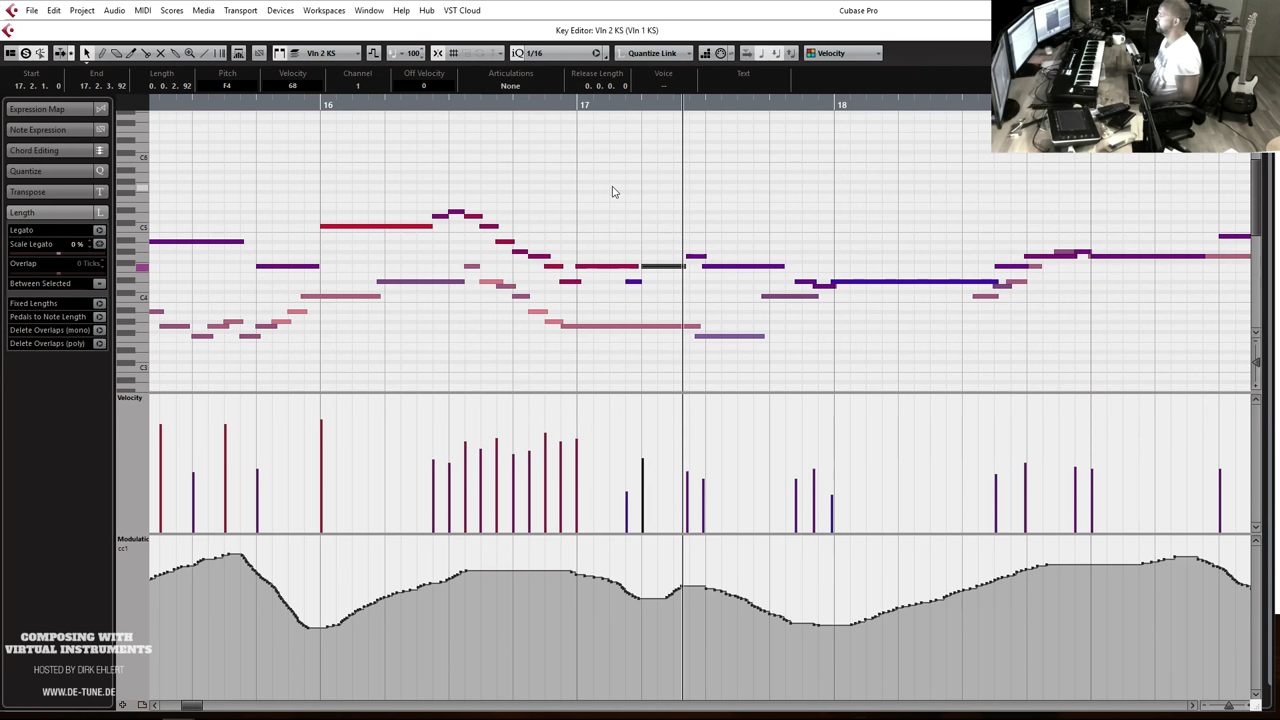 File Edit Project Audio MIDI Scores Media Transport Devices Workspaces Window Help Hub VST Cloud Cubase Pro
Key Editor: Vln 2 KS (Vln 1 KS)
Vln 2 KS 100 1/16 Quantize Link Velocity
Start End Length Pitch Velocity Channel Off Velocity Articulations Release Length Voice Text
17. 2. 1. 0 17. 2. 3. 92 0. 0. 2. 92 F4 68 1 0 None 0. 0. 0. 0 --
16 17 18
Expression Map
Note Expression
Chord Editing
Quantize Q
Transpose T
Length L
Legato
Scale Legato 0 %
Overlap 0 Ticks
Between Selected
Fixed Lengths
Pedals to Note Length
Delete Overlaps (mono)
Delete Overlaps (poly)
C6
C5
C4
C3
Velocity
Modulatic
cc1
COMPOSING WITH
VIRTUAL INSTRUMENTS
HOSTED BY DIRK EHLERT
WWW.DE-TUNE.DE